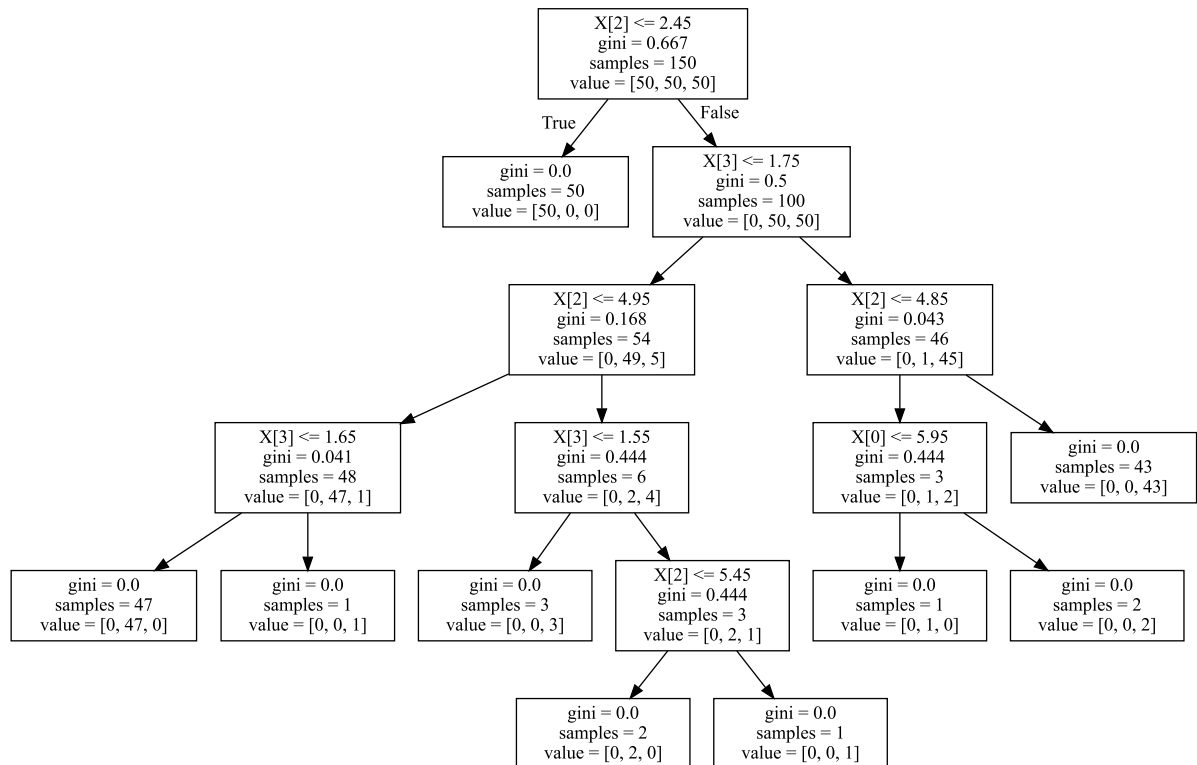 X[2] <= 2.45
gini = 0.667
samples = 150
value = [50, 50, 50]
True
False
gini = 0.0
samples = 50
value = [50, 0, 0]
X[3] <= 1.75
gini = 0.5
samples = 100
value = [0, 50, 50]
X[2] <= 4.95
gini = 0.168
samples = 54
value = [0, 49, 5]
X[2] <= 4.85
gini = 0.043
samples = 46
value = [0, 1, 45]
X[3] <= 1.65
gini = 0.041
samples = 48
value = [0, 47, 1]
X[3] <= 1.55
gini = 0.444
samples = 6
value = [0, 2, 4]
X[0] <= 5.95
gini = 0.444
samples = 3
value = [0, 1, 2]
gini = 0.0
samples = 43
value = [0, 0, 43]
gini = 0.0
samples = 47
value = [0, 47, 0]
gini = 0.0
samples = 1
value = [0, 0, 1]
gini = 0.0
samples = 3
value = [0, 0, 3]
X[2] <= 5.45
gini = 0.444
samples = 3
value = [0, 2, 1]
gini = 0.0
samples = 1
value = [0, 1, 0]
gini = 0.0
samples = 2
value = [0, 0, 2]
gini = 0.0
samples = 2
value = [0, 2, 0]
gini = 0.0
samples = 1
value = [0, 0, 1]